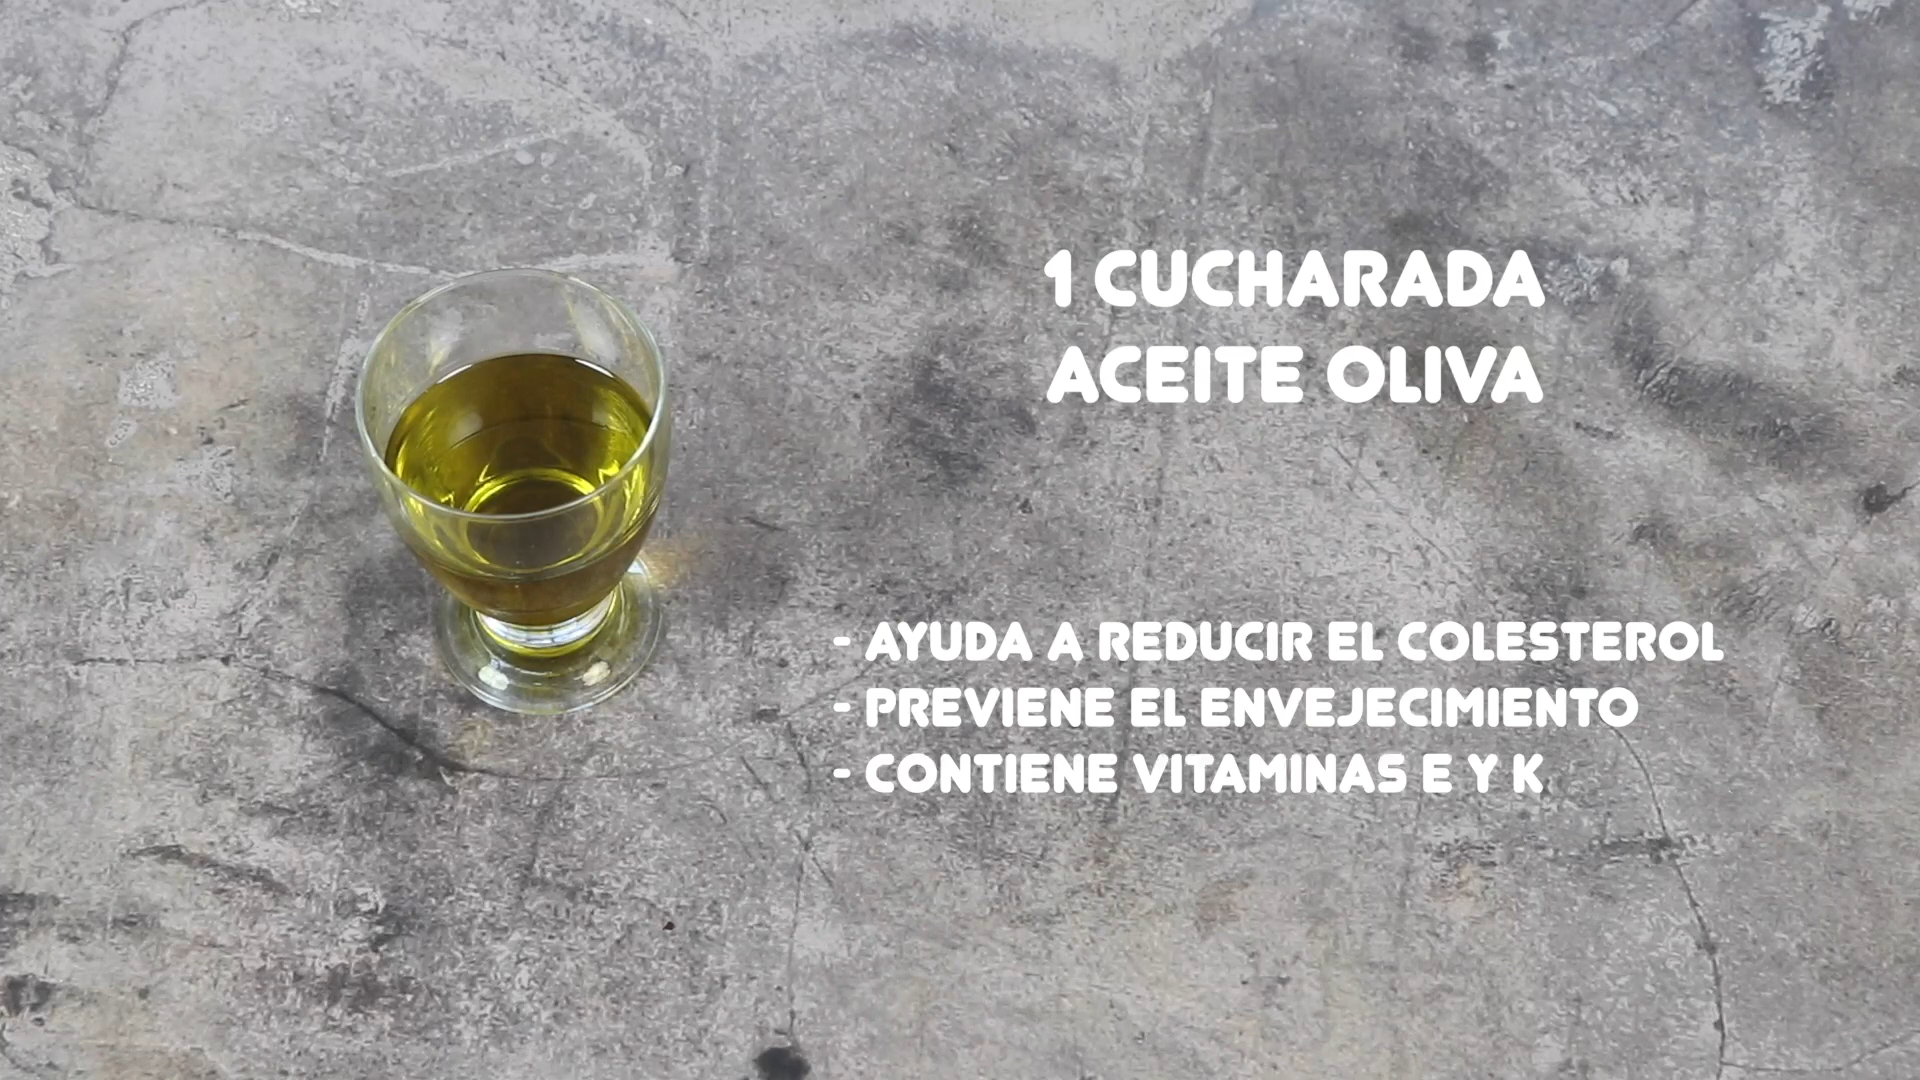 1 CUCHARADA
ACEITE OLIVA
- AYUDA A REDUCIR EL COLESTEROL
- PREVIENE EL ENVEJECIMIENTO
- CONTIENE VITAMINAS E Y K